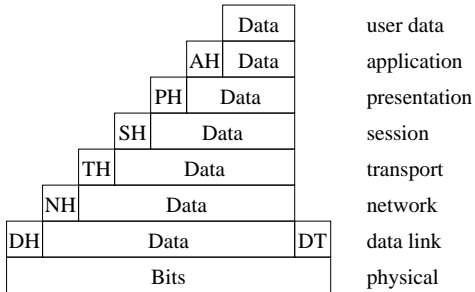 Data user data
AH Data application
PH Data presentation
SH Data session
TH Data transport
NH Data network
DH Data DT data link
Bits physical